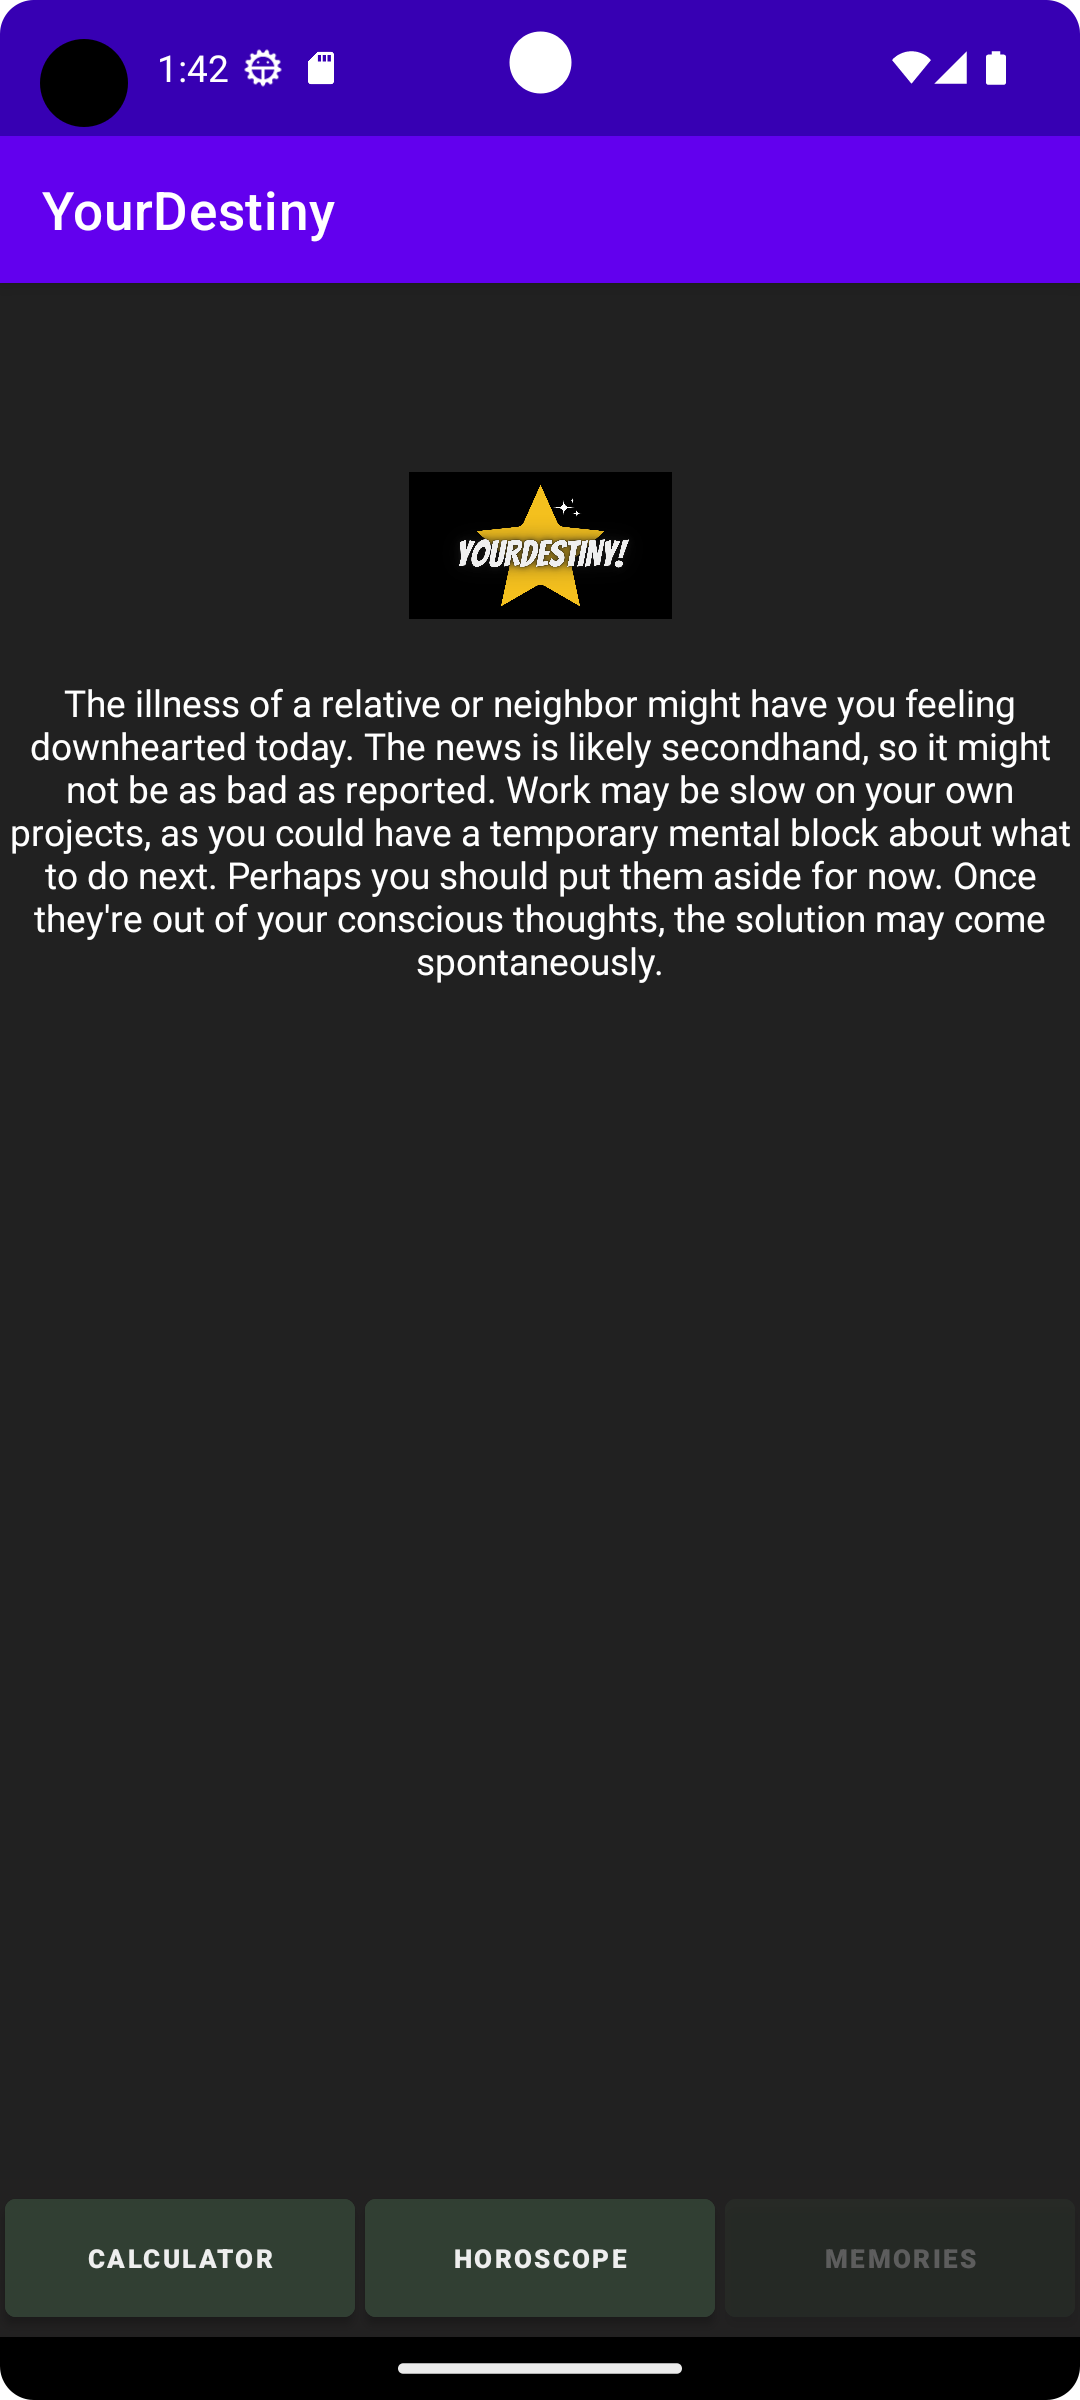 1:42
YourDestiny
YOURDESTINY!
The illness of a relative or neighbor might have you feeling
downhearted today. The news is likely secondhand, so it might
not be as bad as reported. Work may be slow on your own
projects, as you could have a temporary mental block about what
to do next. Perhaps you should put them aside for now. Once
they're out of your conscious thoughts, the solution may come
spontaneously.
CALCULATOR
HOROSCOPE
MEMORIES